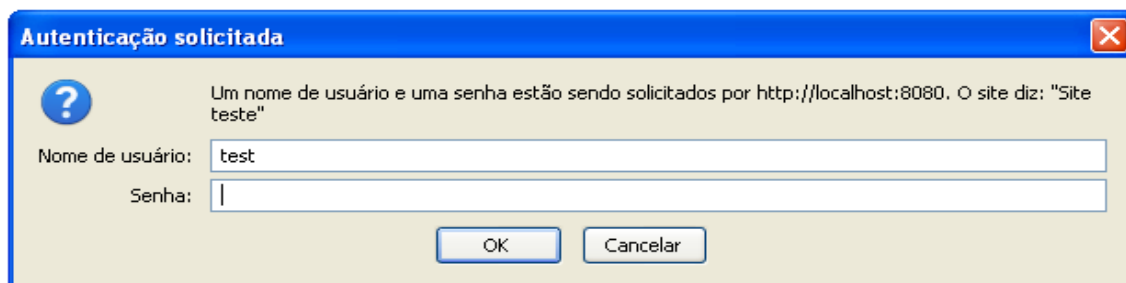 Autenticação solicitada
Um nome de usuário e uma senha estão sendo solicitados por http://localhost:8080. O site diz: "Site
teste"
Nome de usuário: test
Senha:
OK Cancelar